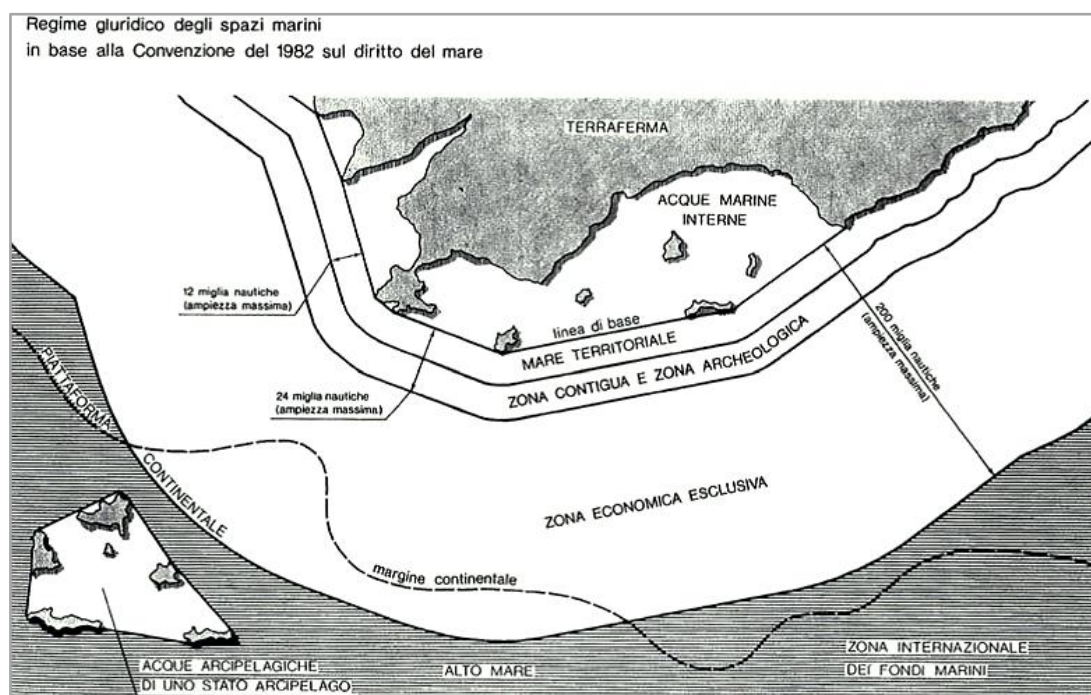 Regime giuridico degli spazi marini
in base alla Convenzione del 1982 sul diritto del mare
TERRAFERMA
ACQUE MARINE
INTERNE
12 miglia nautiche
(ampiezza massima)
linea di base
MARE TERRITORIALE
200 miglia nautiche
(ampiezza massima)
ZONA CONTIGUA E ZONA ARCHEOLOGICA
24 miglia nautiche
(ampiezza massima)
PIATTAFORMA
CONTINENTALE
ZONA ECONOMICA ESCLUSIVA
margine continentale
ACQUE ARCIPELAGICHE
DI UNO STATO ARCIPELAGO
ALTO MARE
ZONA INTERNAZIONALE
DEI FONDI MARINI